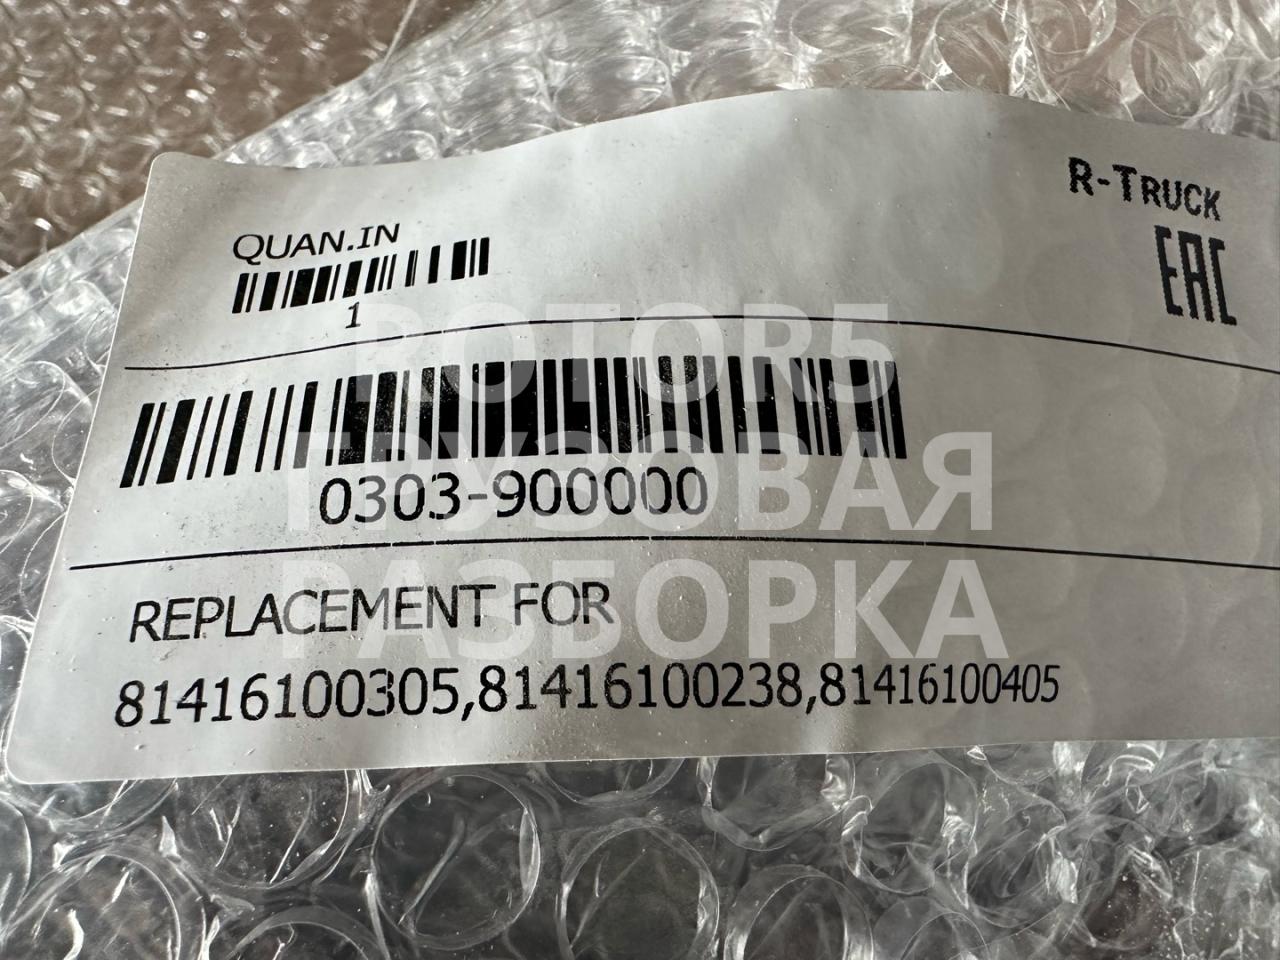 R-TRUCK
EAC
QUAN.IN
1
0303-900000
REPLACEMENT FOR
81416100305,81416100238,81416100405
ROTOR5
ГРУЗОВАЯ
РАЗБОРКА